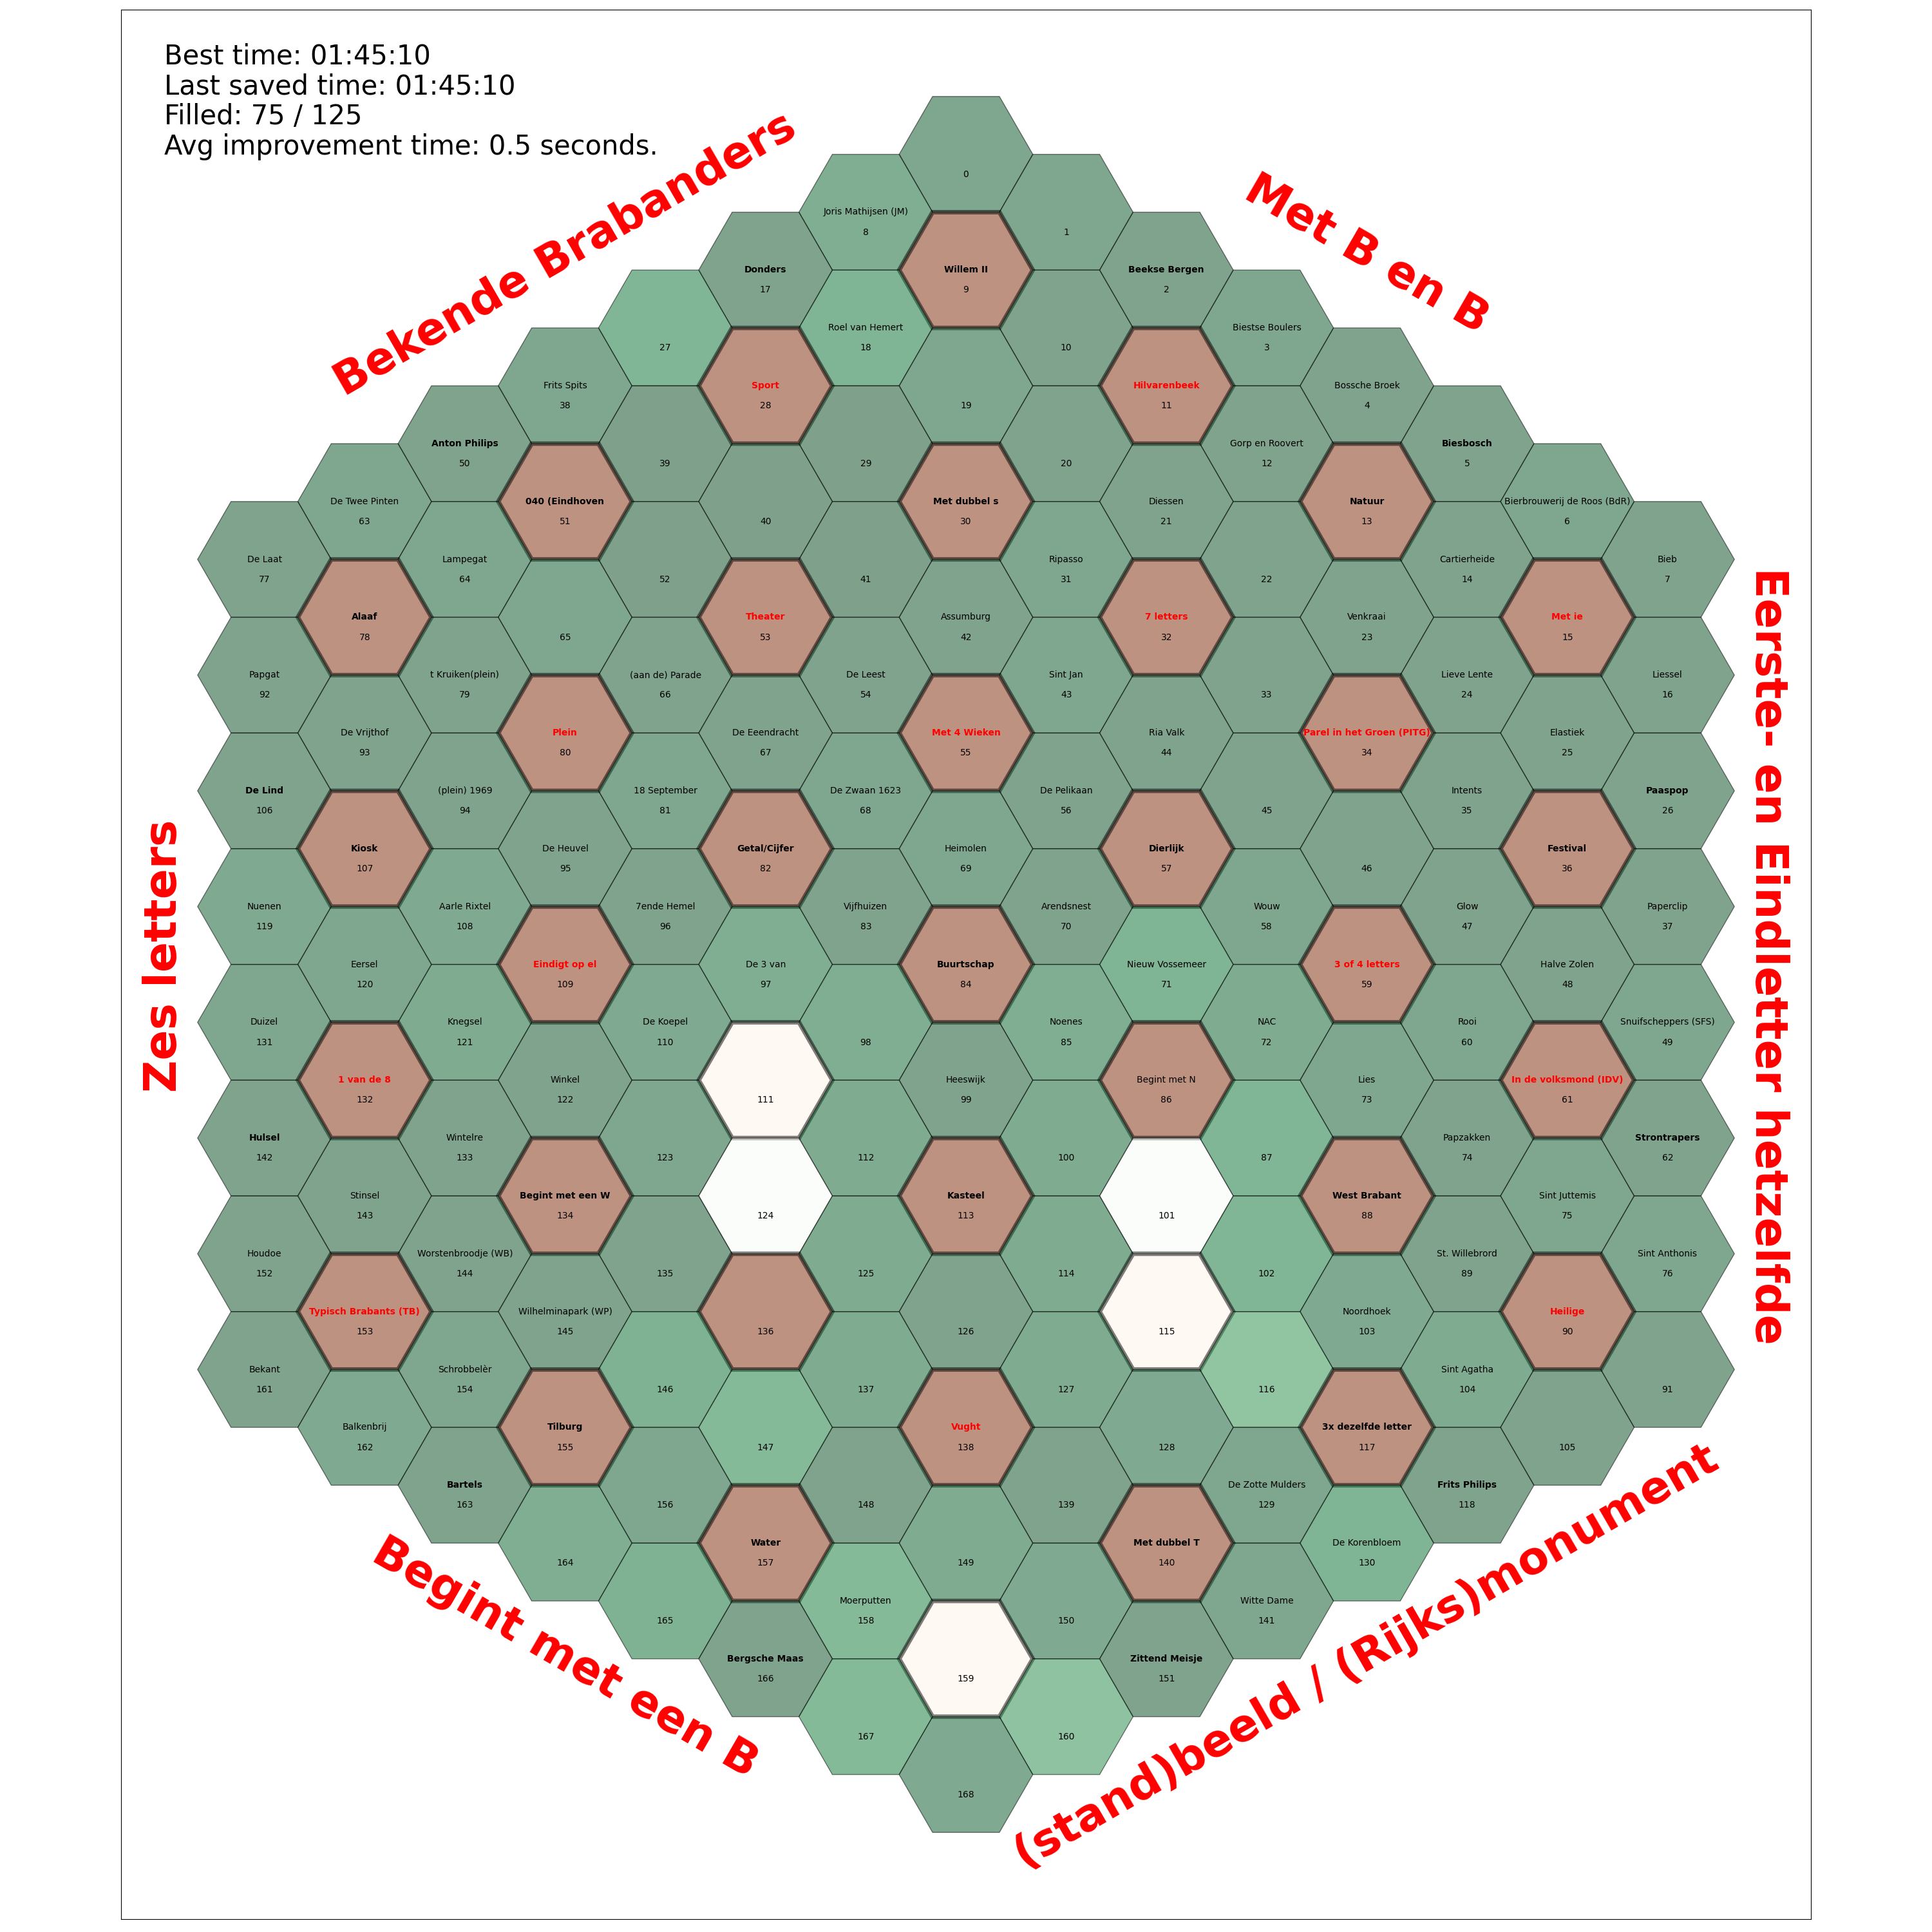 Best time: 01:45:10
Last saved time: 01:45:10
Filled: 75 / 125
Avg improvement time: 0.5 seconds.
Bekende Brabanders
Met B en B
Eerste- en Eindletter hetzelfde
(stand)beeld / (Rijks)monument
Begint met een B
Zes letters
0
1
Beekse Bergen
2
Biestse Boulers
3
Bossche Broek
4
Biesbosch
5
Bierbrouwerij de Roos (BdR)
6
Bieb
7
Joris Mathijsen (JM)
8
Willem II
9
10
Hilvarenbeek
11
Gorp en Roovert
12
Natuur
13
Cartierheide
14
Met ie
15
Liessel
16
Donders
17
Roel van Hemert
18
19
20
Diessen
21
22
Venkraai
23
Lieve Lente
24
Elastiek
25
Paaspop
26
27
Sport
28
29
Met dubbel s
30
Ripasso
31
7 letters
32
33
Parel in het Groen (PITG)
34
Intents
35
Festival
36
Paperclip
37
Frits Spits
38
39
40
41
Assumburg
42
Sint Jan
43
Ria Valk
44
45
46
Glow
47
Halve Zolen
48
Snuifscheppers (SFS)
49
Anton Philips
50
040 (Eindhoven
51
52
Theater
53
De Leest
54
Met 4 Wieken
55
De Pelikaan
56
Dierlijk
57
Wouw
58
3 of 4 letters
59
Rooi
60
In de volksmond (IDV)
61
Strontrapers
62
De Twee Pinten
63
Lampegat
64
65
(aan de) Parade
66
De Eeendracht
67
De Zwaan 1623
68
Heimolen
69
Arendsnest
70
Nieuw Vossemeer
71
NAC
72
Lies
73
Papzakken
74
Sint Juttemis
75
Sint Anthonis
76
De Laat
77
Alaaf
78
t Kruiken(plein)
79
Plein
80
18 September
81
Getal/Cijfer
82
Vijfhuizen
83
Buurtschap
84
Noenes
85
Begint met N
86
87
West Brabant
88
St. Willebrord
89
Heilige
90
91
Papgat
92
De Vrijthof
93
(plein) 1969
94
De Heuvel
95
7ende Hemel
96
De 3 van
97
98
Heeswijk
99
100
101
102
Noordhoek
103
Sint Agatha
104
105
De Lind
106
Kiosk
107
Aarle Rixtel
108
Eindigt op el
109
De Koepel
110
111
112
Kasteel
113
114
115
116
3x dezelfde letter
117
Frits Philips
118
Nuenen
119
Eersel
120
Knegsel
121
Winkel
122
123
124
125
126
127
128
De Zotte Mulders
129
De Korenbloem
130
Duizel
131
1 van de 8
132
Wintelre
133
Begint met een W
134
135
136
137
Vught
138
139
Met dubbel T
140
Witte Dame
141
Hulsel
142
Stinsel
143
Worstenbroodje (WB)
144
Wilhelminapark (WP)
145
146
147
148
149
150
Zittend Meisje
151
Houdoe
152
Typisch Brabants (TB)
153
Schrobbelèr
154
Tilburg
155
156
Water
157
Moerputten
158
159
160
Bekant
161
Balkenbrij
162
Bartels
163
164
165
Bergsche Maas
166
167
168